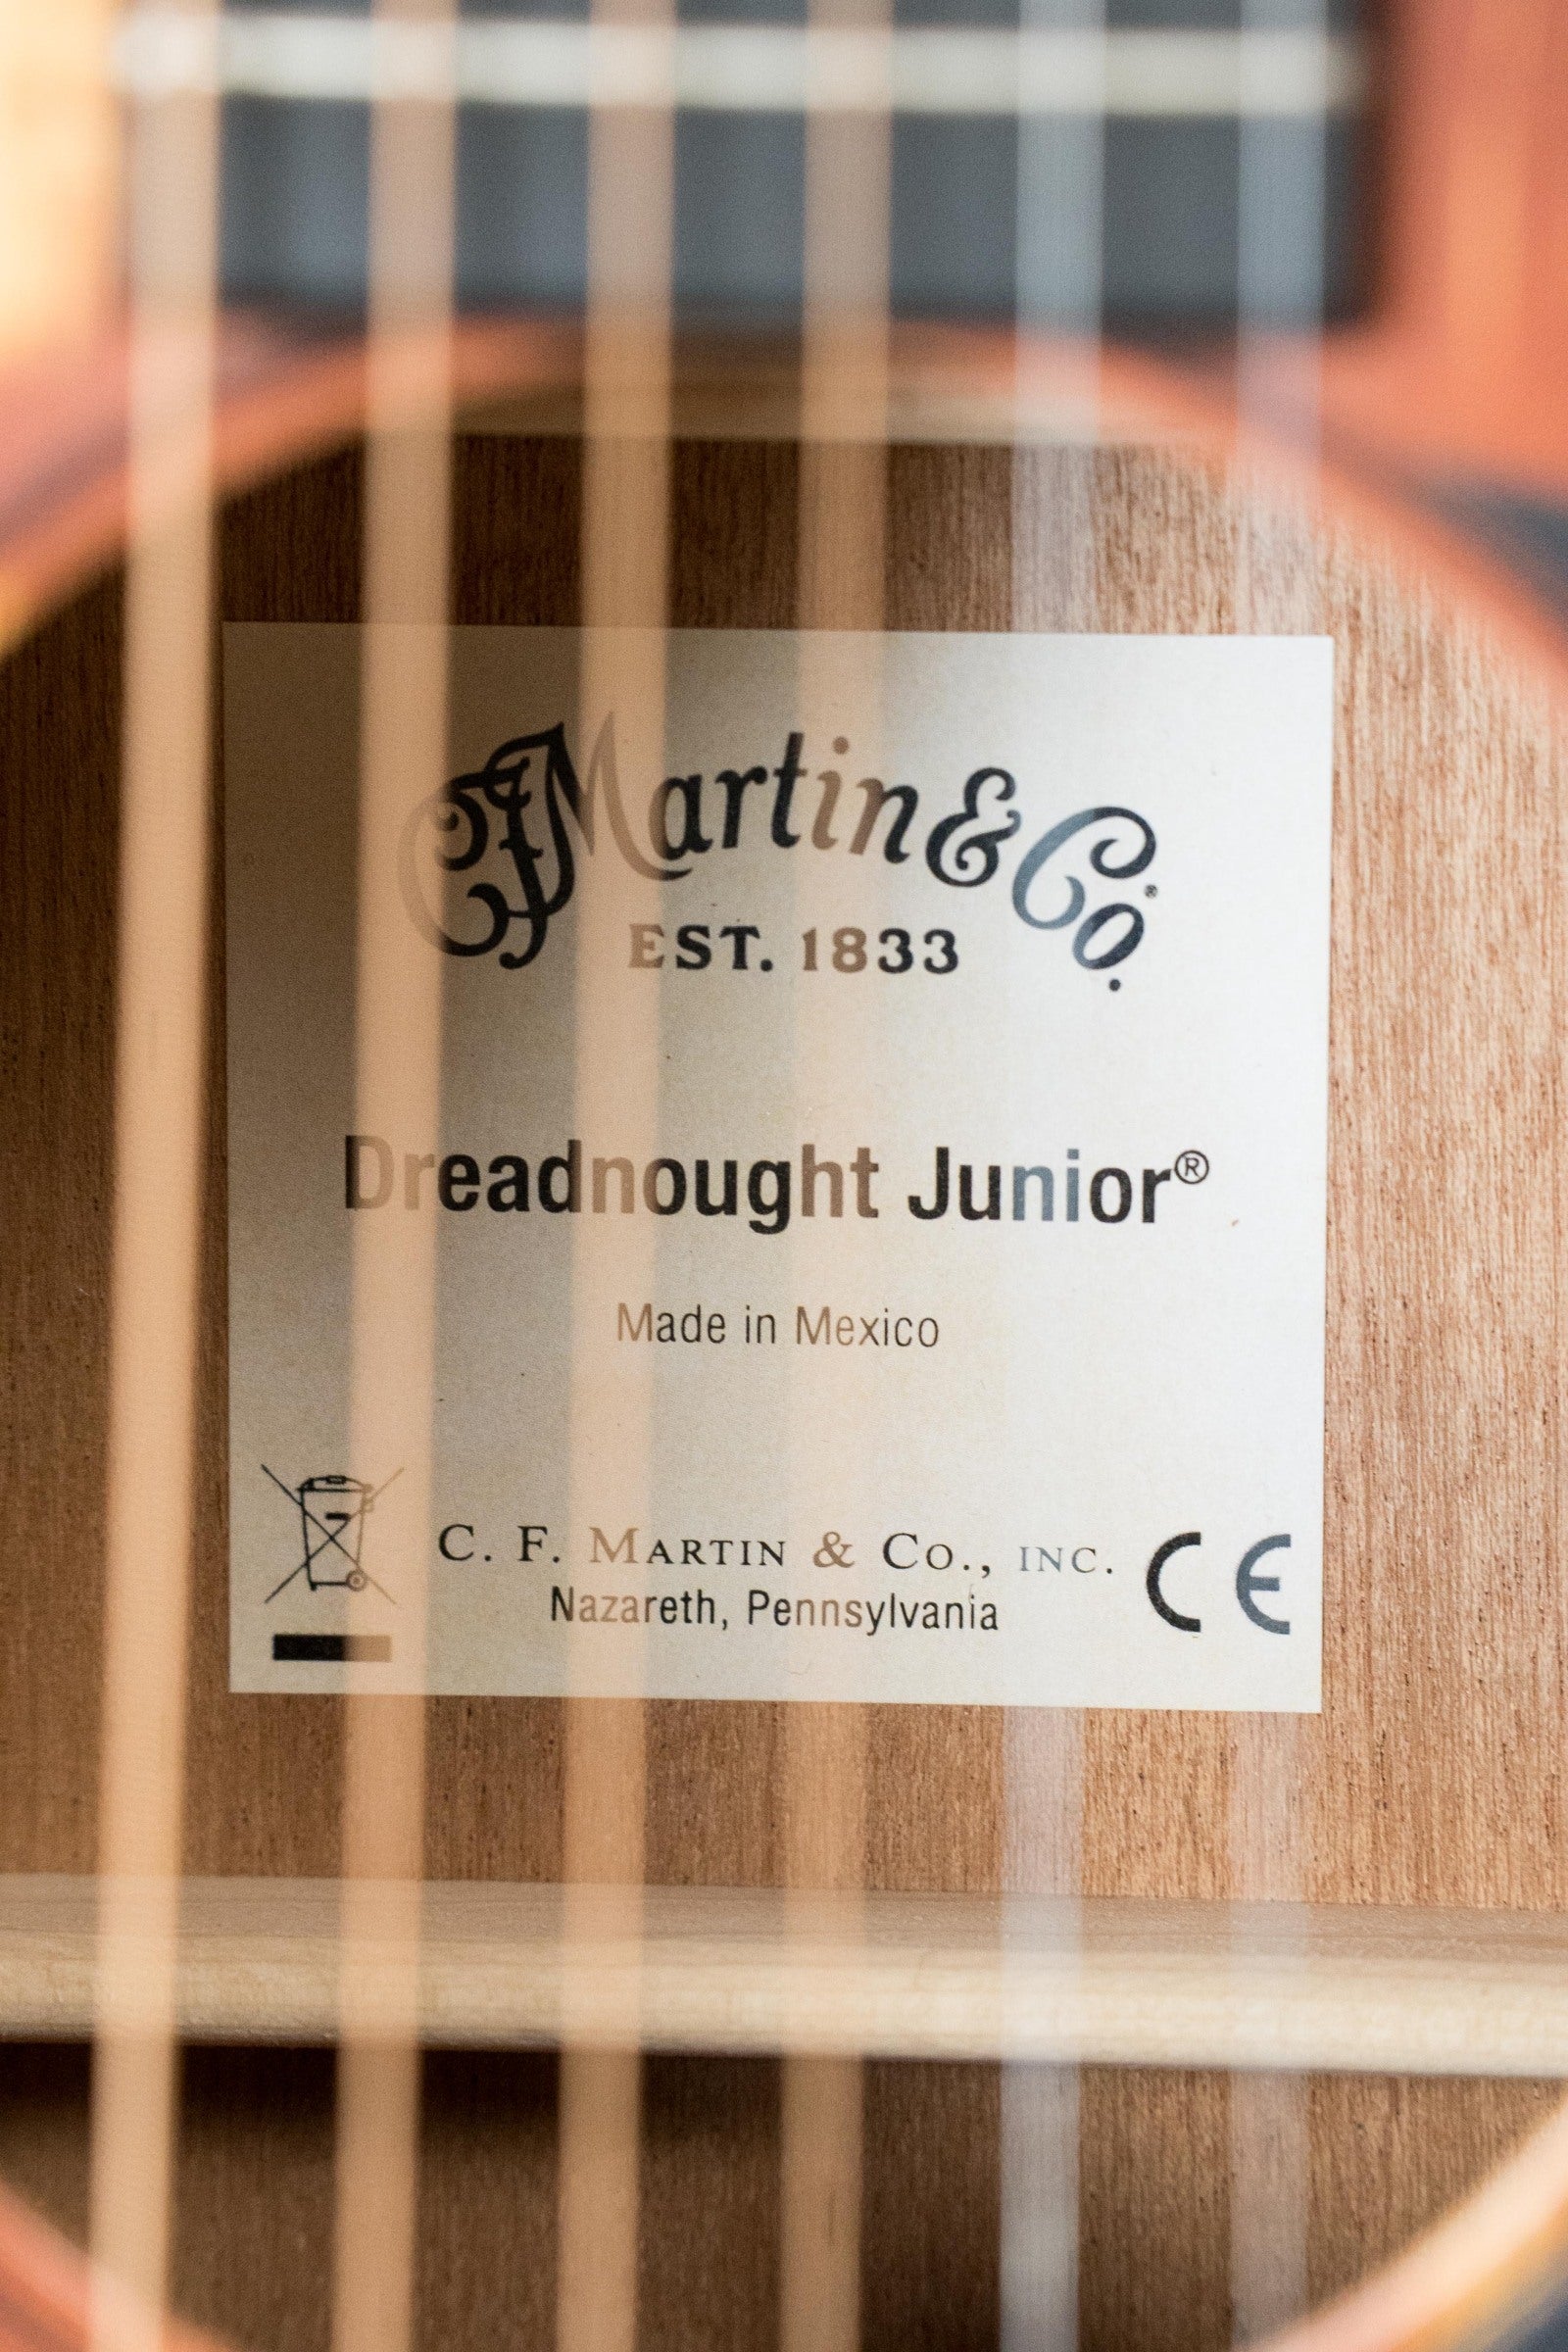 CFMartin & Co.®
EST. 1833
Dreadnought Junior®
Made in Mexico
C. F. MARTIN & CO., INC.
Nazareth, Pennsylvania
CE